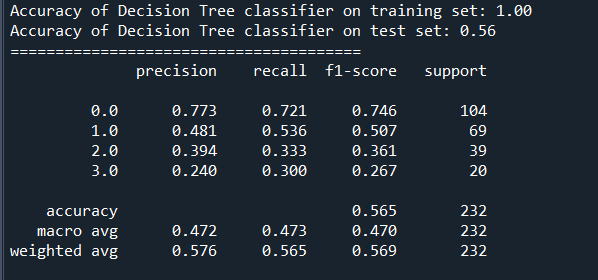 Accuracy of Decision Tree classifier on training set: 1.00
Accuracy of Decision Tree classifier on test set: 0.56
=====================================
precision recall f1-score support
0.0 0.773 0.721 0.746 104
1.0 0.481 0.536 0.507 69
2.0 0.394 0.333 0.361 39
3.0 0.240 0.300 0.267 20
accuracy 0.565 232
macro avg 0.472 0.473 0.470 232
weighted avg 0.576 0.565 0.569 232